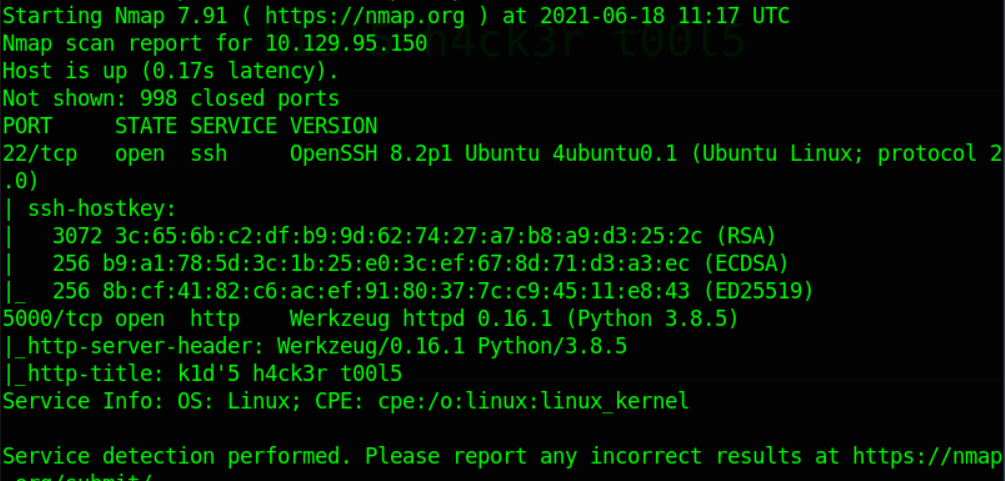 Starting Nmap 7.91 ( https://nmap.org ) at 2021-06-18 11:17 UTC
Nmap scan report for 10.129.95.150
h4ck3r t00l5
Host is up (0.17s latency).
Not shown: 998 closed ports
PORT     STATE SERVICE VERSION
22/tcp   open  ssh     OpenSSH 8.2p1 Ubuntu 4ubuntu0.1 (Ubuntu Linux; protocol 2
.0)
| ssh-hostkey:
|   3072 3c:65:6b:c2:df:b9:9d:62:74:27:a7:b8:a9:d3:25:2c (RSA)
|   256 b9:a1:78:5d:3c:1b:25:e0:3c:ef:67:8d:71:d3:a3:ec (ECDSA)
|_  256 8b:cf:41:82:c6:ac:ef:91:80:37:7c:c9:45:11:e8:43 (ED25519)
5000/tcp open  http    Werkzeug httpd 0.16.1 (Python 3.8.5)
|_http-server-header: Werkzeug/0.16.1 Python/3.8.5
|_http-title: k1d'5 h4ck3r t00l5
Service Info: OS: Linux; CPE: cpe:/o:linux:linux_kernel
Service detection performed. Please report any incorrect results at https://nmap
.org/submit/